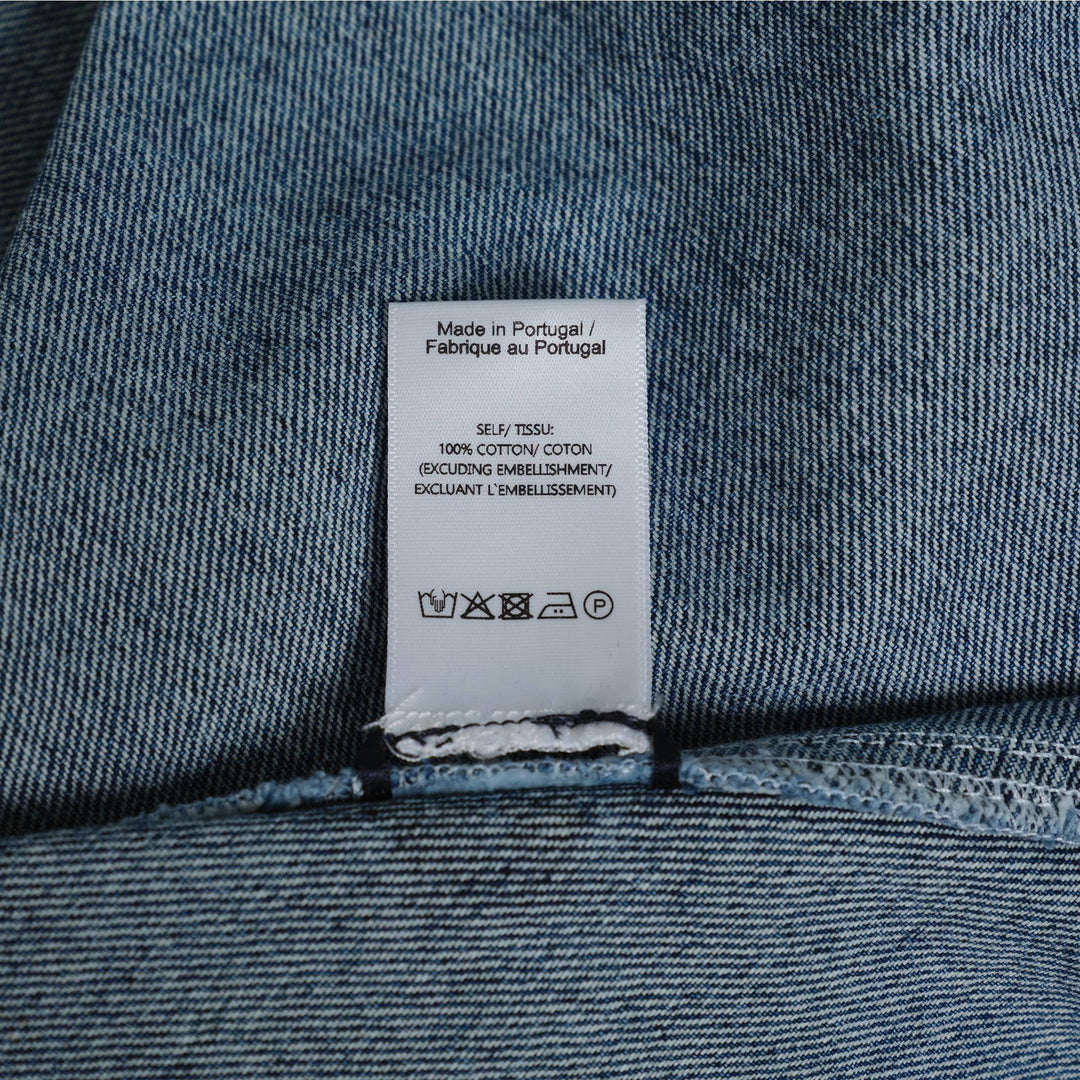 Made in Portugal /
Fabrique au Portugal
SELF/ TISSU:
100% COTTON/ COTON
(EXCUDING EMBELLISHMENT/
EXCLUANT L`EMBELLISSEMENT)
P